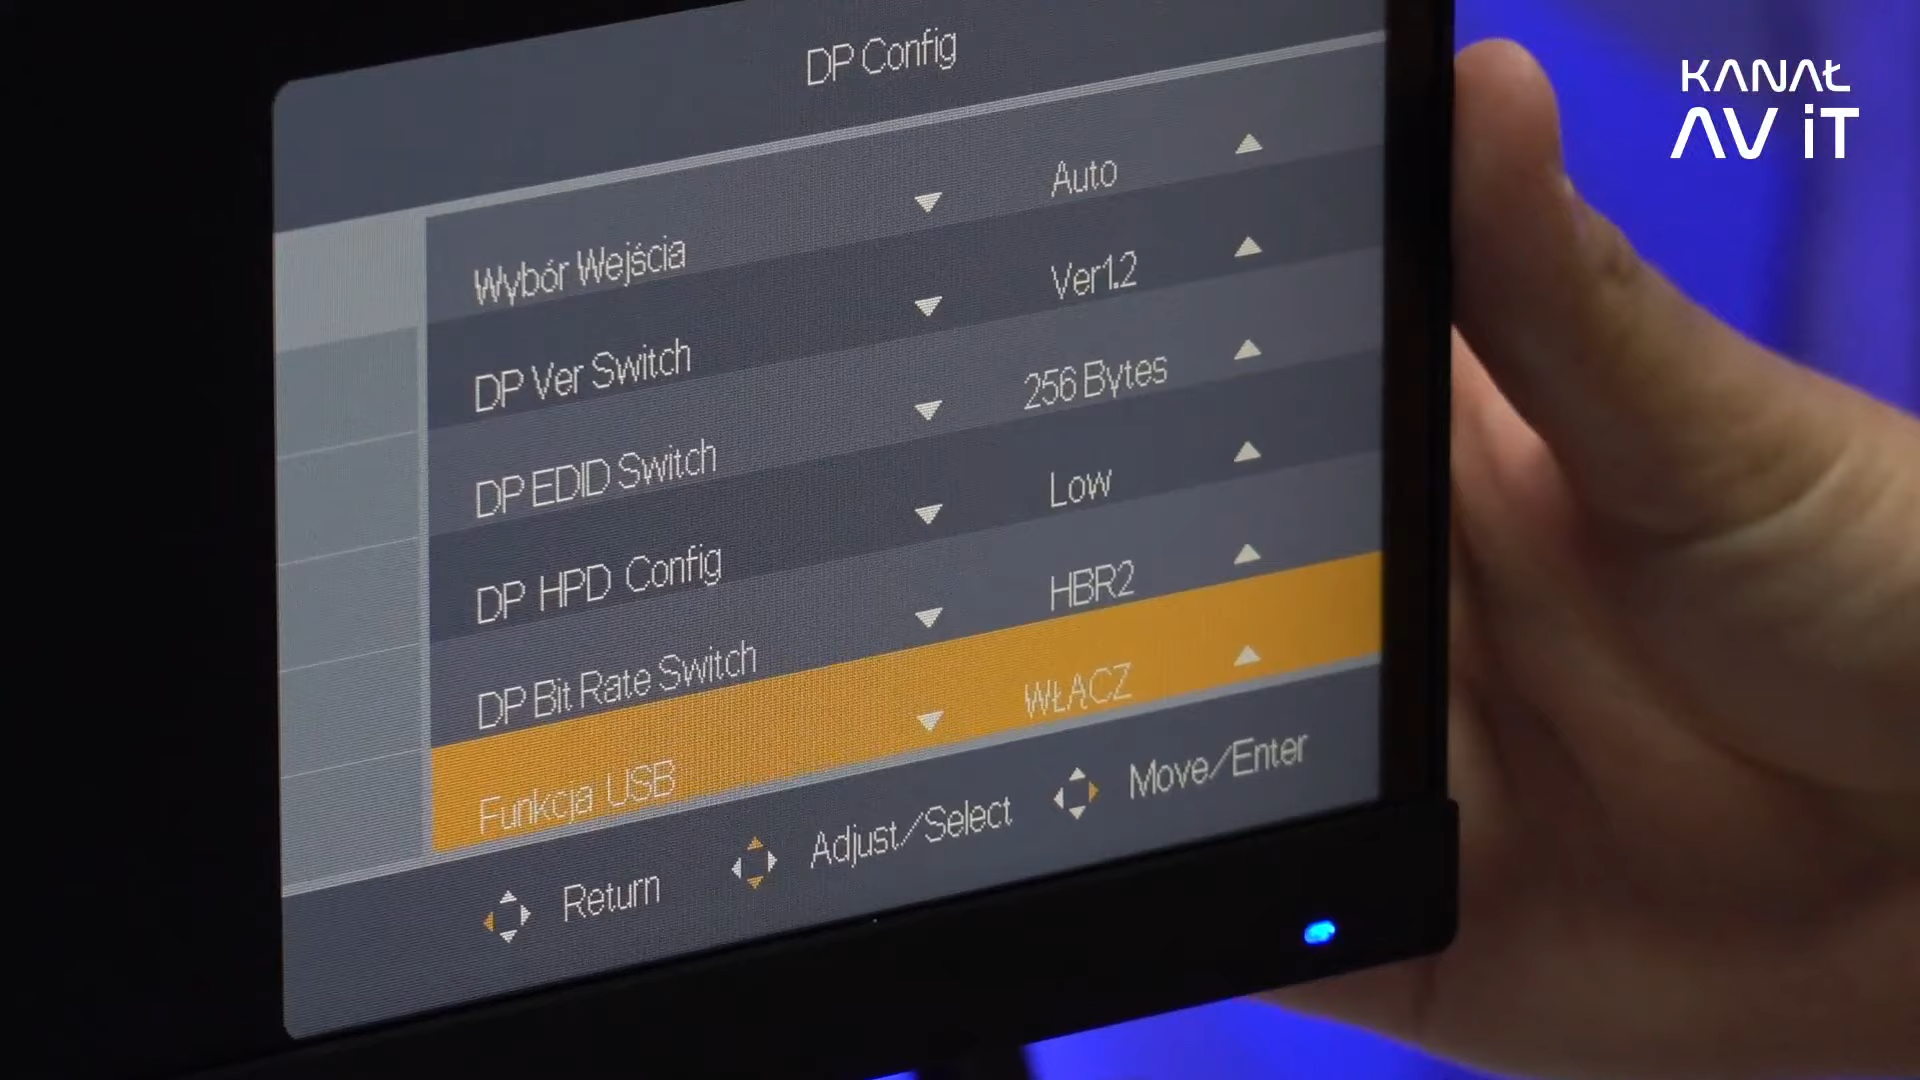 DP Config
Wybór Wejścia Auto
DP Ver Switch Ver1.2
DP EDID Switch 256 Bytes
DP HPD Config Low
DP Bit Rate Switch HBR2
Funkcja USB WŁĄCZ
Return Adjust/Select Move/Enter
KANAŁ
AV iT